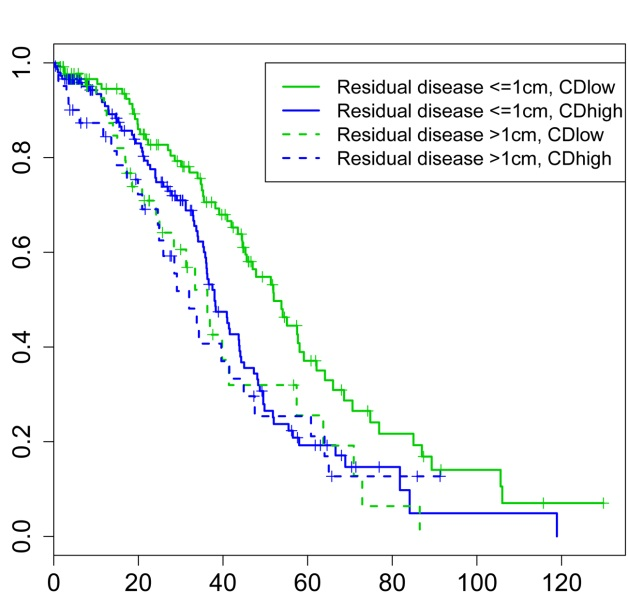 Residual disease <=1cm, CDlow
Residual disease <=1cm, CDhigh
Residual disease >1cm, CDlow
Residual disease >1cm, CDhigh
1.0
0.8
0.6
0.4
0.2
0.0
0 20 40 60 80 100 120